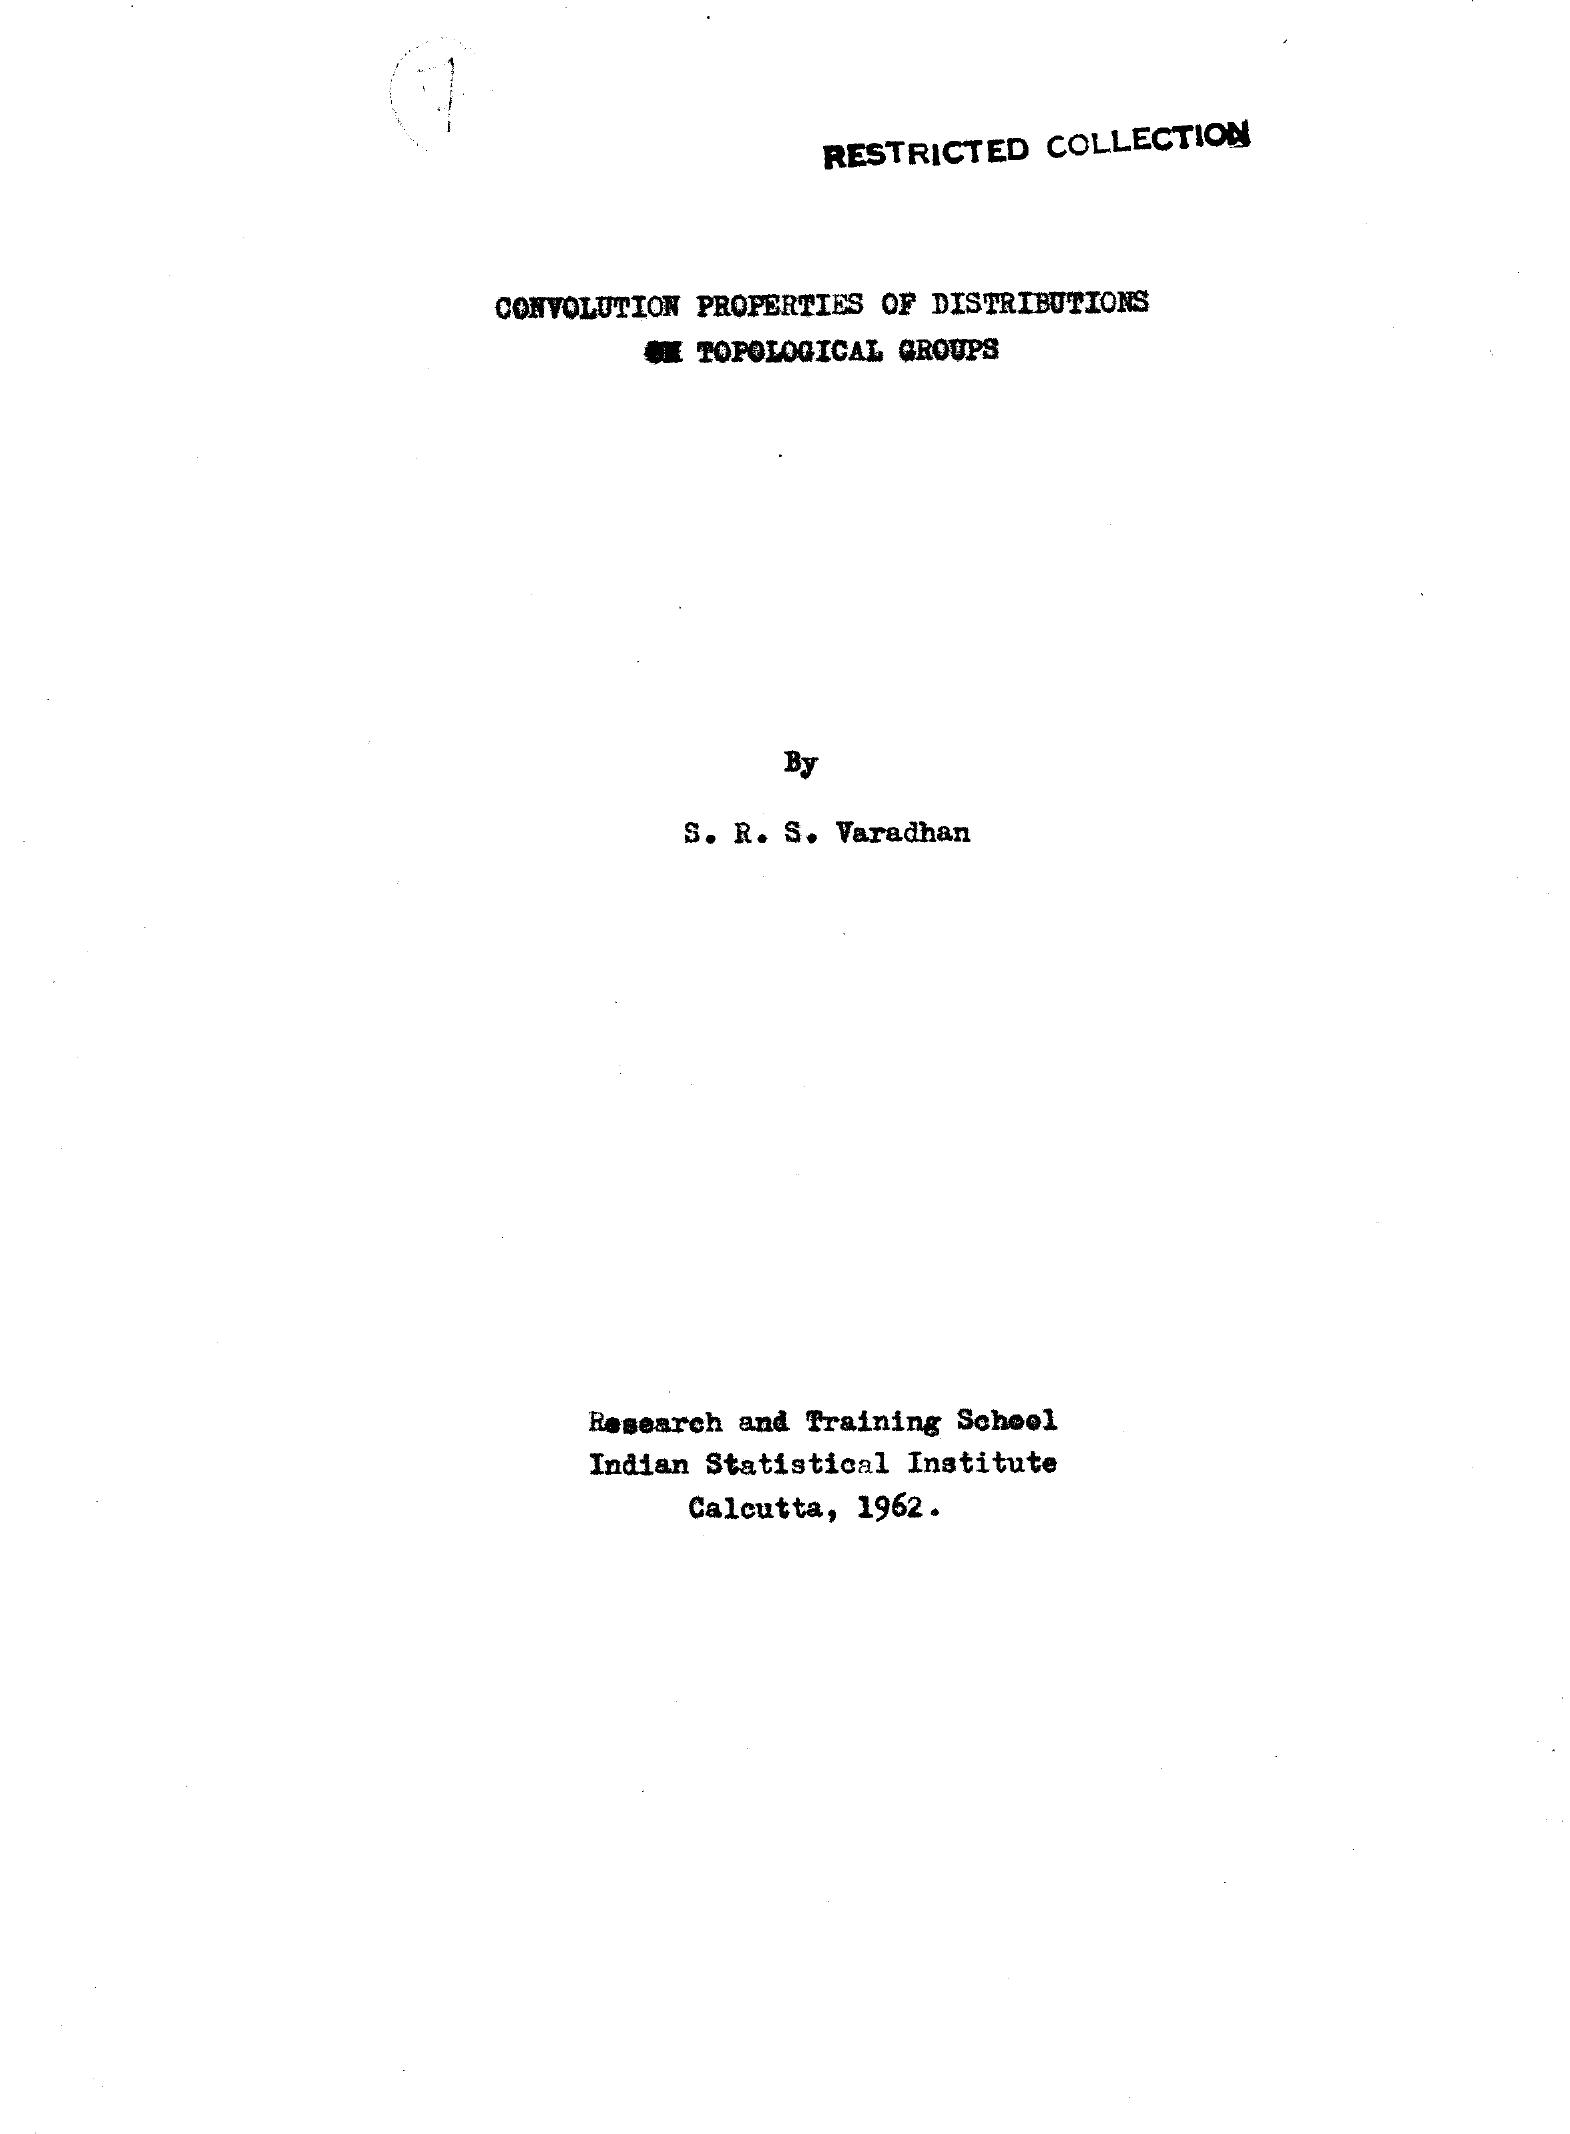 RESTRICTED COLLECTION
CONVOLUTION PROPERTIES OF DISTRIBUTIONS
ON TOPOLOGICAL GROUPS
By
S. R. S. Varadhan
Research and Training School
Indian Statistical Institute
Calcutta, 1962.